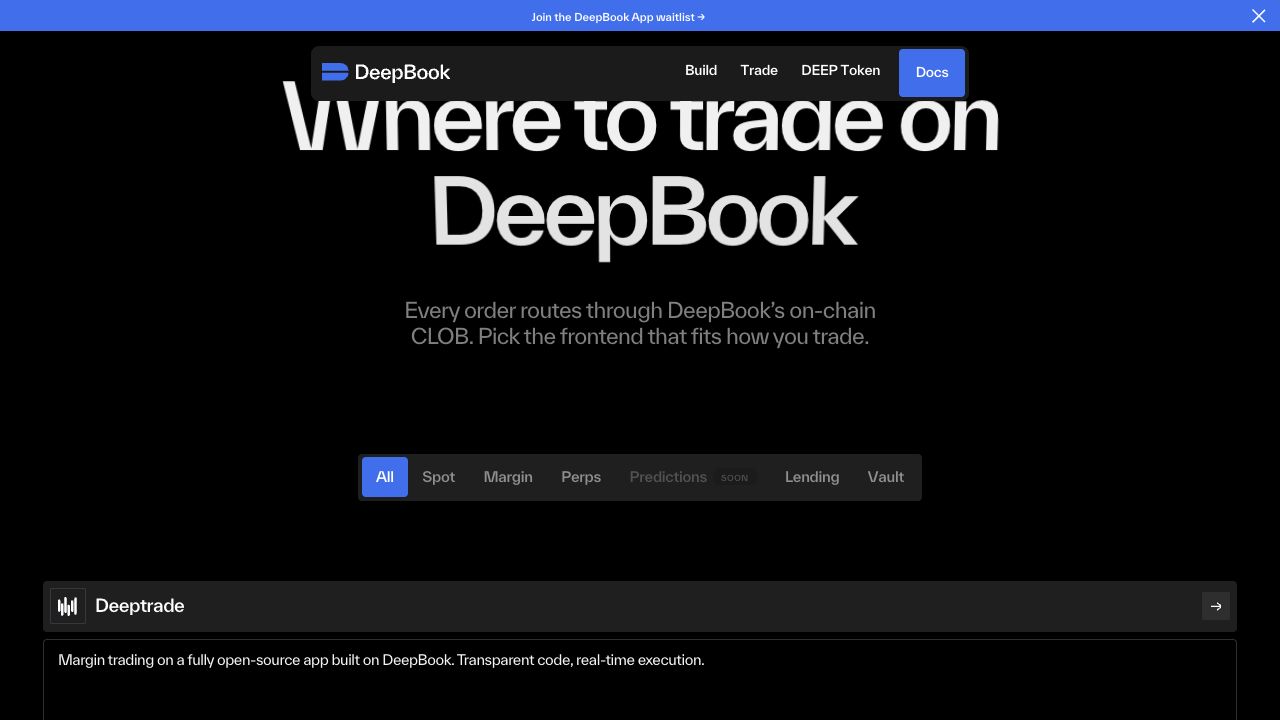 Join the DeepBook App waitlist →
DeepBook
Build
Trade
DEEP Token
Docs
Where to trade on
DeepBook
Every order routes through DeepBook’s on-chain
CLOB. Pick the frontend that fits how you trade.
All
Spot
Margin
Perps
Predictions
SOON
Lending
Vault
Deeptrade
Margin trading on a fully open-source app built on DeepBook. Transparent code, real-time execution.